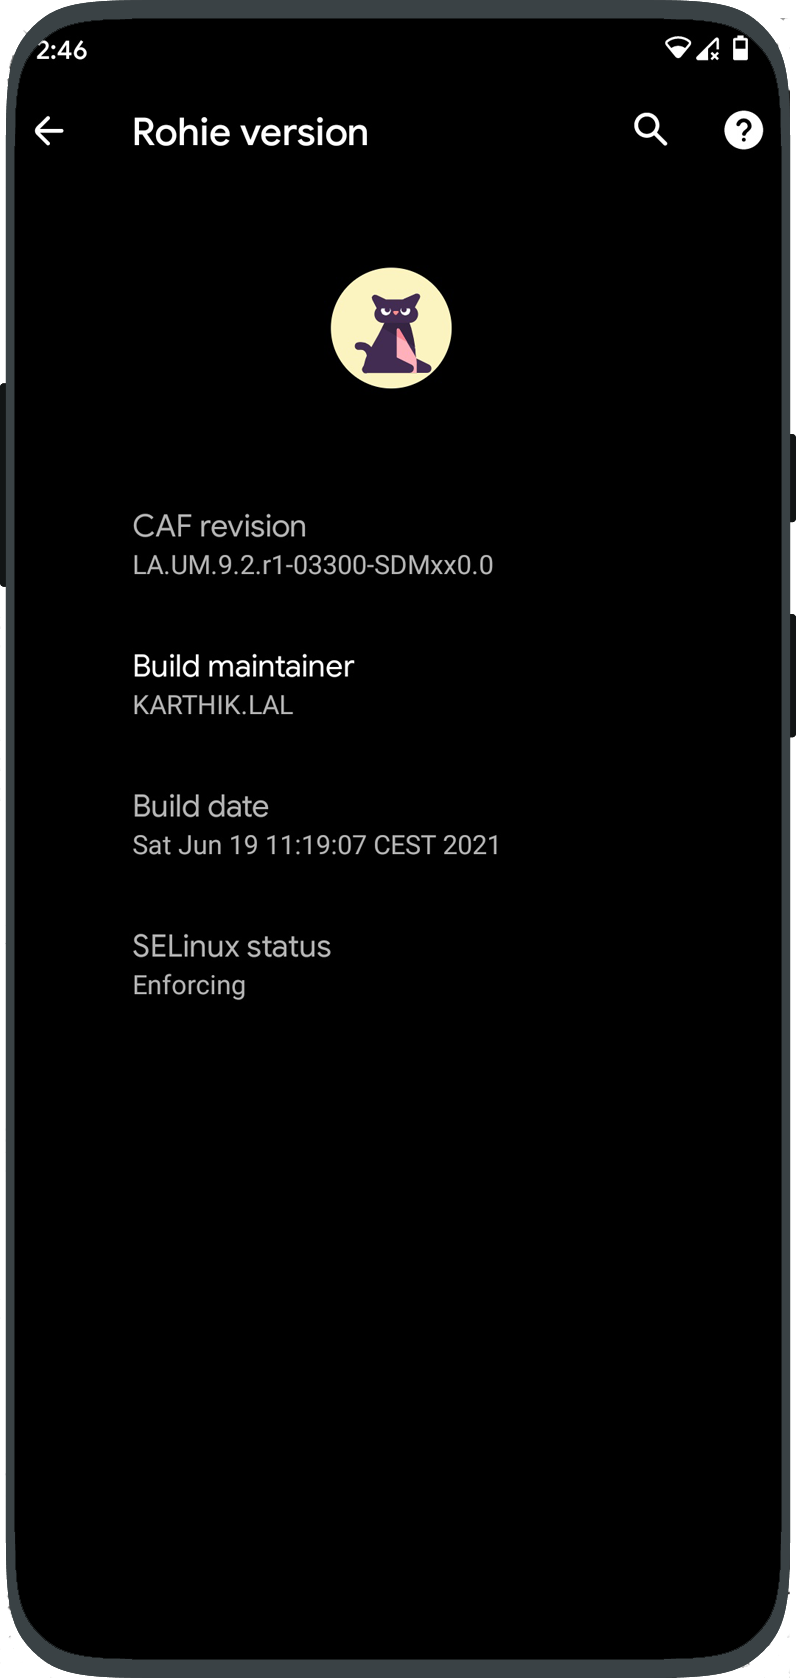 2:46
Rohie version
CAF revision
LA.UM.9.2.r1-03300-SDMxx0.0
Build maintainer
KARTHIK.LAL
Build date
Sat Jun 19 11:19:07 CEST 2021
SELinux status
Enforcing